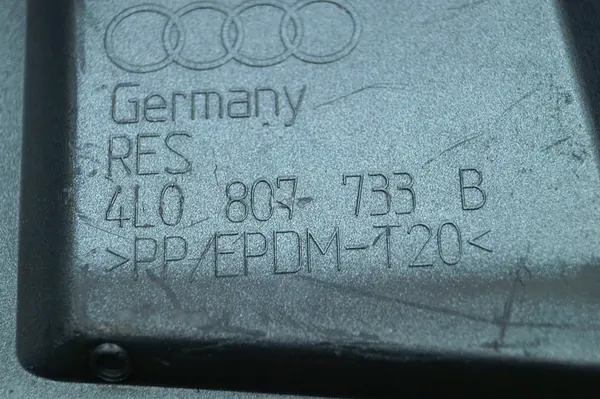 Germany
RES
4L0 807 733 B
>PP/EPDM-T20<